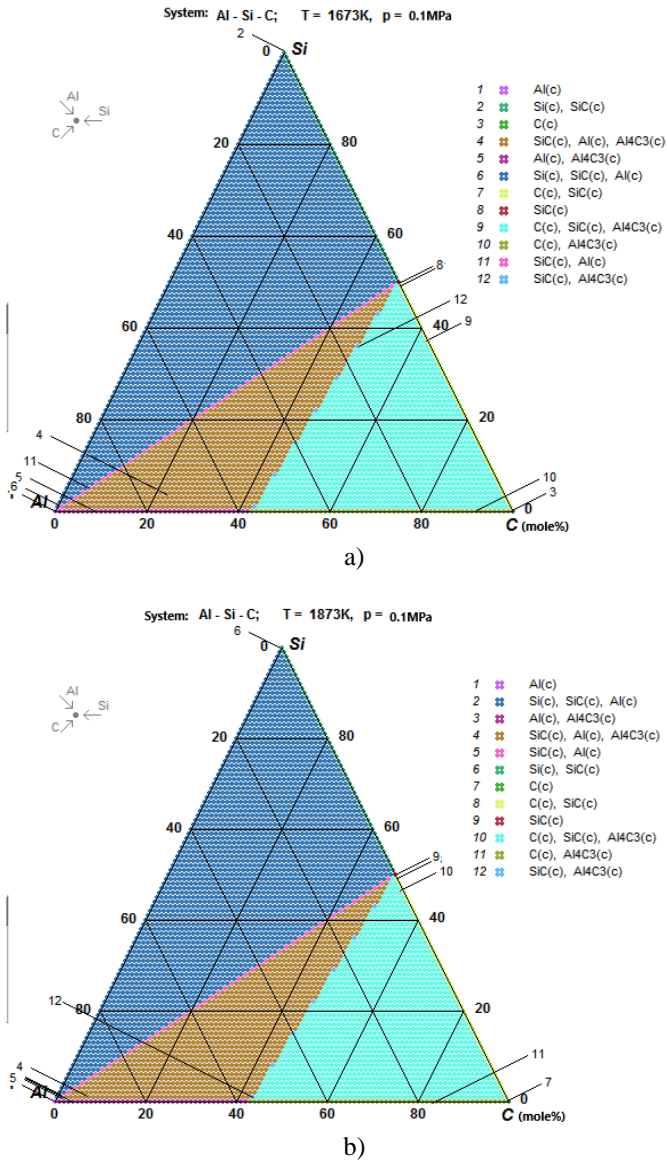 System: Al - Si - C; T = 1673K, p = 0.1MPa
2
0
Si
Al
Si
C
1 Al(c)
2 Si(c), SiC(c)
3 C(c)
4 SiC(c), Al(c), Al4C3(c)
5 Al(c), Al4C3(c)
6 Si(c), SiC(c), Al(c)
7 C(c), SiC(c)
8 SiC(c)
9 C(c), SiC(c), Al4C3(c)
10 C(c), Al4C3(c)
11 SiC(c), Al(c)
12 SiC(c), Al4C3(c)
20 80
40 60
8
12
60 40 9
80 20
4
11
5
6
10
3
Al 0
0 20 40 60 80 C (mole%)
a)
System: Al - Si - C; T = 1873K, p = 0.1MPa
6
0
Si
Al
Si
C
1 Al(c)
2 Si(c), SiC(c), Al(c)
3 Al(c), Al4C3(c)
4 SiC(c), Al(c), Al4C3(c)
5 SiC(c), Al(c)
6 Si(c), SiC(c)
7 C(c)
8 C(c), SiC(c)
9 SiC(c)
10 C(c), SiC(c), Al4C3(c)
11 C(c), Al4C3(c)
12 SiC(c), Al4C3(c)
20 80
40 60
9
10
60 40
12
80 20
4
5
11
7
Al 0
0 20 40 60 80 C (mole%)
b)